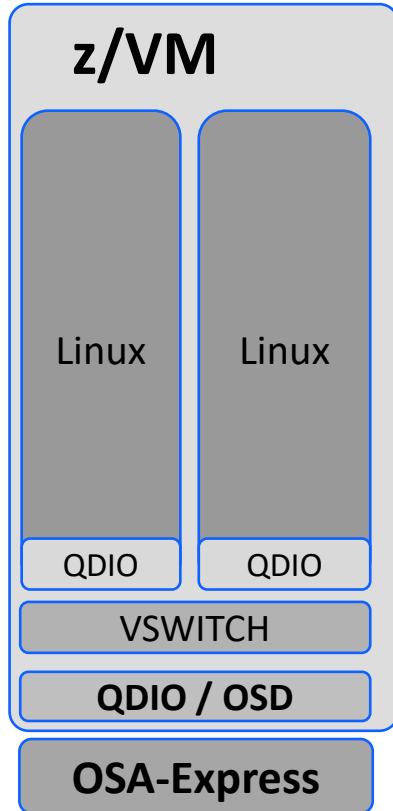 z/VM
Linux Linux
QDIO QDIO
VSWITCH
QDIO / OSD
OSA-Express